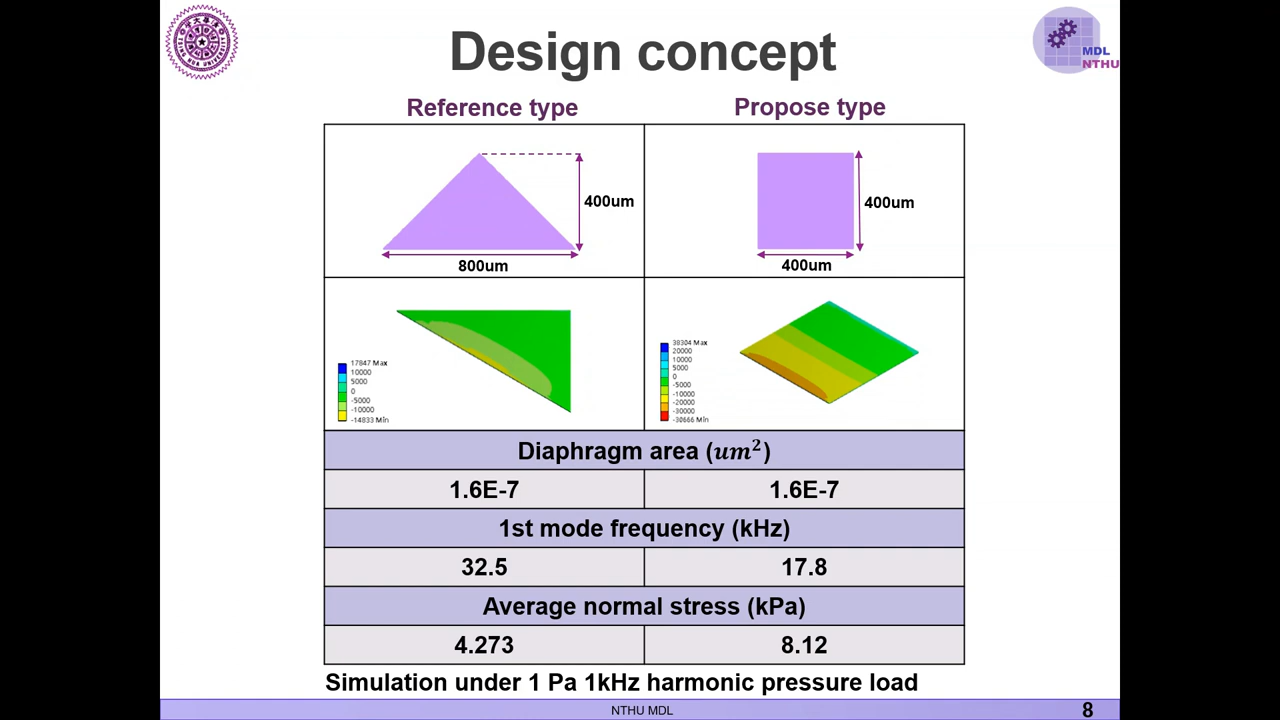 Design concept
MDL
NTHU
Reference type
Propose type
400um
800um
400um
400um
17847 Max
10000
5000
0
-5000
-10000
-14833 Min
38304 Max
20000
10000
5000
0
-5000
-10000
-20000
-30000
-30666 Min
Diaphragm area (um²)
1.6E-7
1.6E-7
1st mode frequency (kHz)
32.5
17.8
Average normal stress (kPa)
4.273
8.12
Simulation under 1 Pa 1kHz harmonic pressure load
NTHU MDL
8